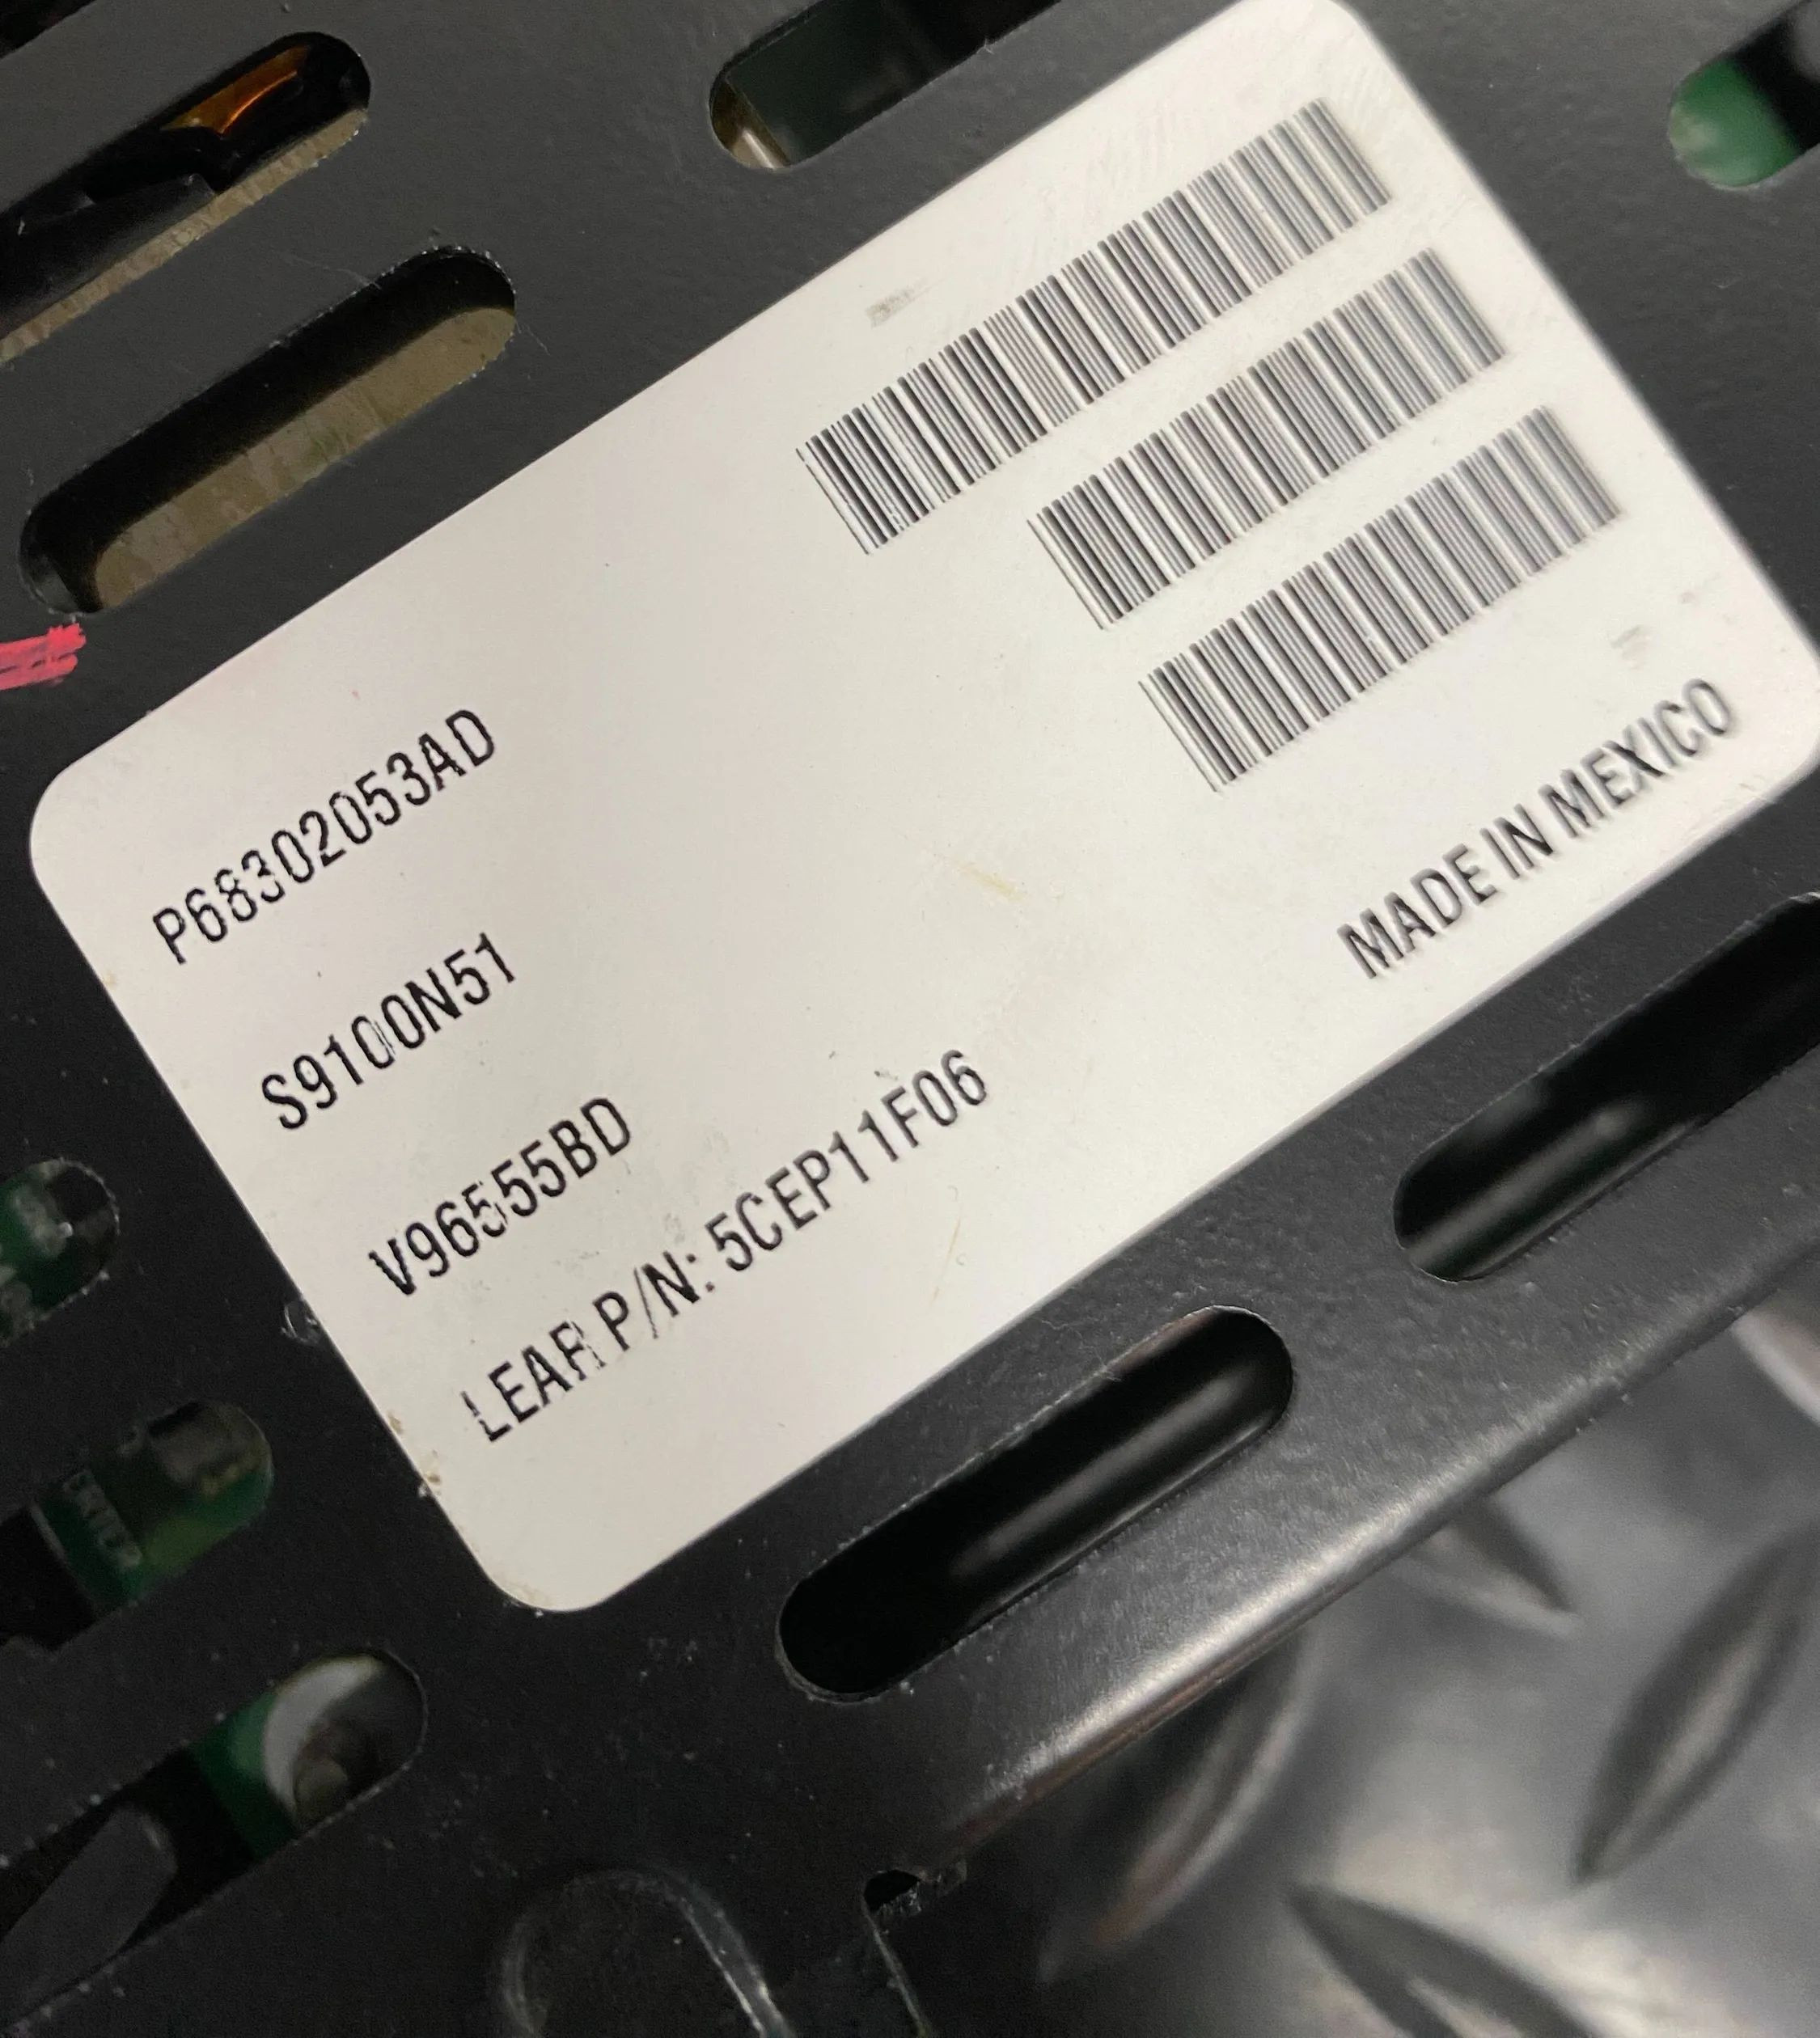 P68302053AD
S9100N51
V96555BD
LEAR P/N: 5CEP11F06
MADE IN MEXICO